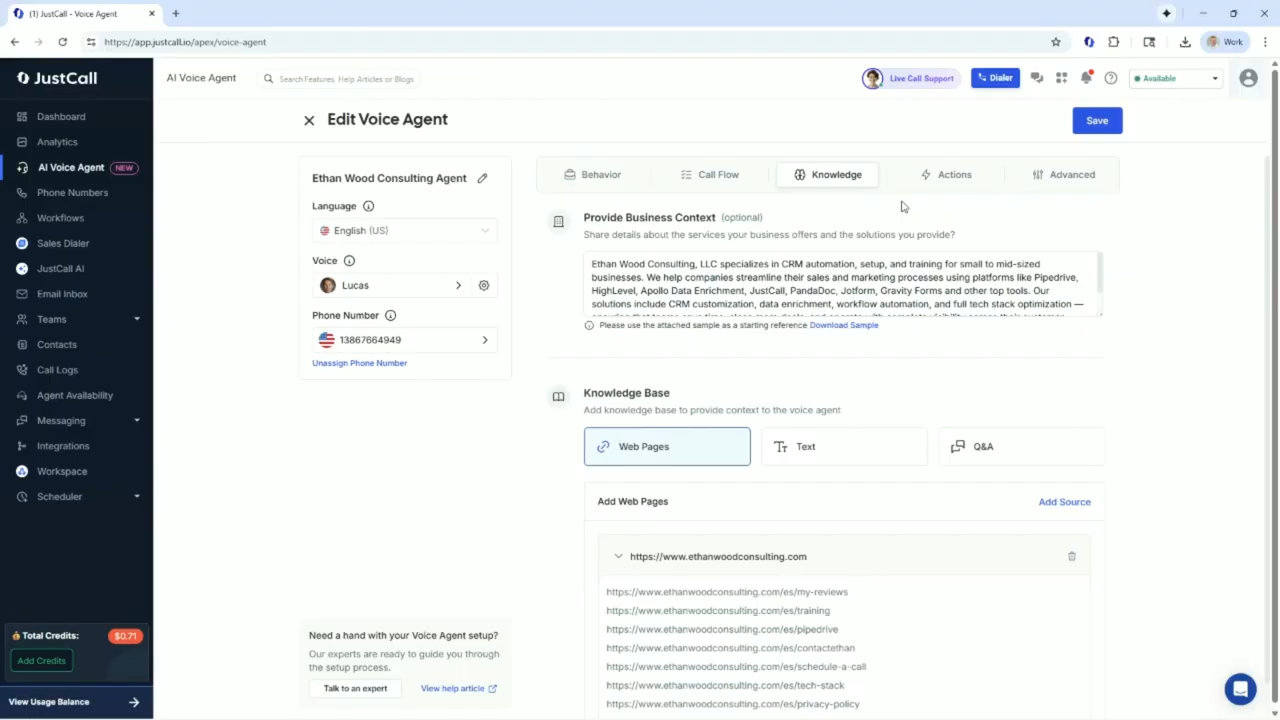 (1) JustCall - Voice Agent
https://app.justcall.io/apex/voice-agent
Work
JustCall
AI Voice Agent
Search Features, Help Articles or Blogs
Live Call Support
Dialer
Available
Dashboard
Analytics
AI Voice Agent NEW
Phone Numbers
Workflows
Sales Dialer
JustCall AI
Email Inbox
Teams
Contacts
Call Logs
Agent Availability
Messaging
Integrations
Workspace
Scheduler
Total Credits: $0.71
Add Credits
View Usage Balance
Edit Voice Agent
Save
Ethan Wood Consulting Agent
Language
English (US)
Voice
Lucas
Phone Number
13867664949
Unassign Phone Number
Need a hand with your Voice Agent setup?
Our experts are ready to guide you through
the setup process.
Talk to an expert
View help article
Behavior
Call Flow
Knowledge
Actions
Advanced
Provide Business Context (optional)
Share details about the services your business offers and the solutions you provide?
Ethan Wood Consulting, LLC specializes in CRM automation, setup, and training for small to mid-sized
businesses. We help companies streamline their sales and marketing processes using platforms like Pipedrive,
HighLevel, Apollo Data Enrichment, JustCall, PandaDoc, Jotform, Gravity Forms and other top tools. Our
solutions include CRM customization, data enrichment, workflow automation, and full tech stack optimization —
Please use the attached sample as a starting reference Download Sample
Knowledge Base
Add knowledge base to provide context to the voice agent
Web Pages
Text
Q&A
Add Web Pages
Add Source
https://www.ethanwoodconsulting.com
https://www.ethanwoodconsulting.com/es/my-reviews
https://www.ethanwoodconsulting.com/es/training
https://www.ethanwoodconsulting.com/es/pipedrive
https://www.ethanwoodconsulting.com/es/contactethan
https://www.ethanwoodconsulting.com/es/schedule-a-call
https://www.ethanwoodconsulting.com/es/tech-stack
https://www.ethanwoodconsulting.com/es/privacy-policy